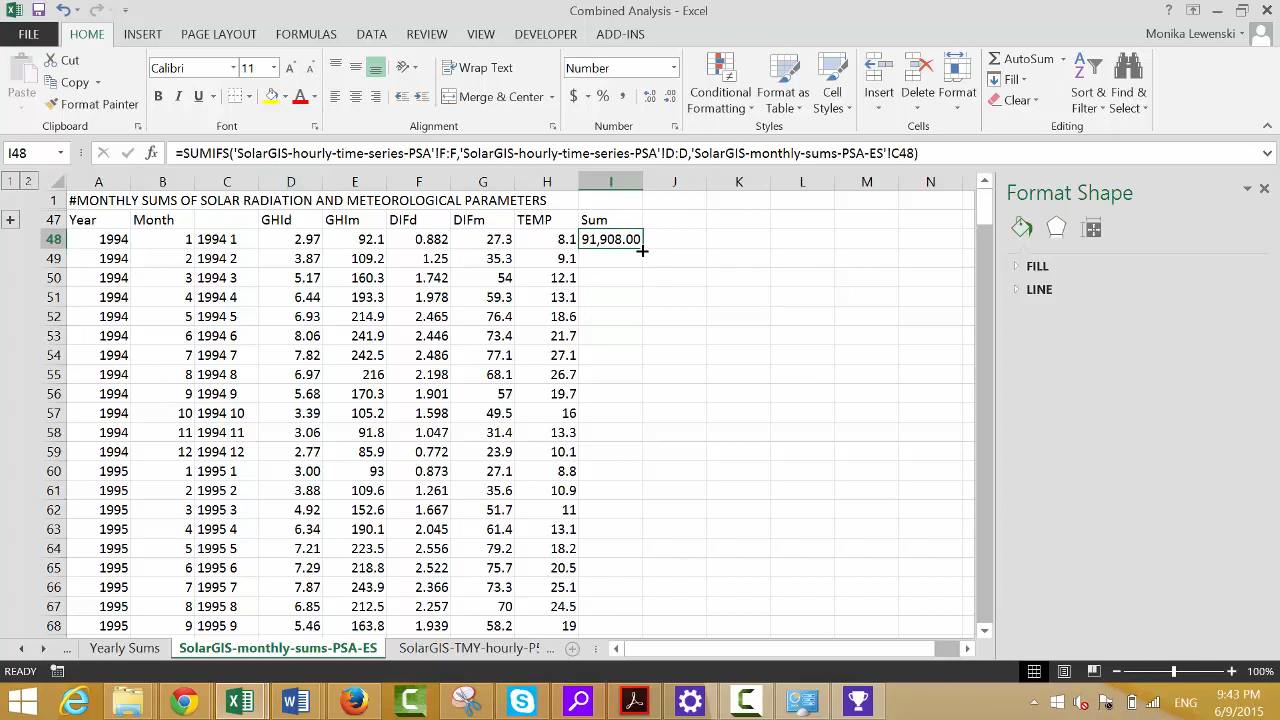 Combined Analysis - Excel
FILE HOME INSERT PAGE LAYOUT FORMULAS DATA REVIEW VIEW DEVELOPER ADD-INS Monika Lewenski
Paste Cut Copy Format Painter
Calibri 11
B I U A
Wrap Text
Merge & Center
Number
$ % ,
Conditional Formatting
Format as Table
Cell Styles
Insert Delete Format
AutoSum Fill Clear
Sort & Filter
Find & Select
Clipboard Font Alignment Number Styles Cells Editing
I48 fx =SUMIFS('SolarGIS-hourly-time-series-PSA'!F:F,'SolarGIS-hourly-time-series-PSA'!D:D,'SolarGIS-monthly-sums-PSA-ES'!C48)
1 2 A B C D E F G H I J K L M N
1 #MONTHLY SUMS OF SOLAR RADIATION AND METEOROLOGICAL PARAMETERS
47 Year Month GHId GHIm DIFd DIFm TEMP Sum
48 1994 1 1994 1 2.97 92.1 0.882 27.3 8.1 91,908.00
49 1994 2 1994 2 3.87 109.2 1.25 35.3 9.1
50 1994 3 1994 3 5.17 160.3 1.742 54 12.1
51 1994 4 1994 4 6.44 193.3 1.978 59.3 13.1
52 1994 5 1994 5 6.93 214.9 2.465 76.4 18.6
53 1994 6 1994 6 8.06 241.9 2.446 73.4 21.7
54 1994 7 1994 7 7.82 242.5 2.486 77.1 27.1
55 1994 8 1994 8 6.97 216 2.198 68.1 26.7
56 1994 9 1994 9 5.68 170.3 1.901 57 19.7
57 1994 10 1994 10 3.39 105.2 1.598 49.5 16
58 1994 11 1994 11 3.06 91.8 1.047 31.4 13.3
59 1994 12 1994 12 2.77 85.9 0.772 23.9 10.1
60 1995 1 1995 1 3.00 93 0.873 27.1 8.8
61 1995 2 1995 2 3.88 109.6 1.261 35.6 10.9
62 1995 3 1995 3 4.92 152.6 1.667 51.7 11
63 1995 4 1995 4 6.34 190.1 2.045 61.4 13.1
64 1995 5 1995 5 7.21 223.5 2.556 79.2 18.2
65 1995 6 1995 6 7.29 218.8 2.522 75.7 20.5
66 1995 7 1995 7 7.87 243.9 2.366 73.3 25.1
67 1995 8 1995 8 6.85 212.5 2.257 70 24.5
68 1995 9 1995 9 5.46 163.8 1.939 58.2 19
Format Shape
FILL
LINE
... Yearly Sums SolarGIS-monthly-sums-PSA-ES SolarGIS-TMY-hourly-PS ...
READY 100%
ENG 9:43 PM
6/9/2015